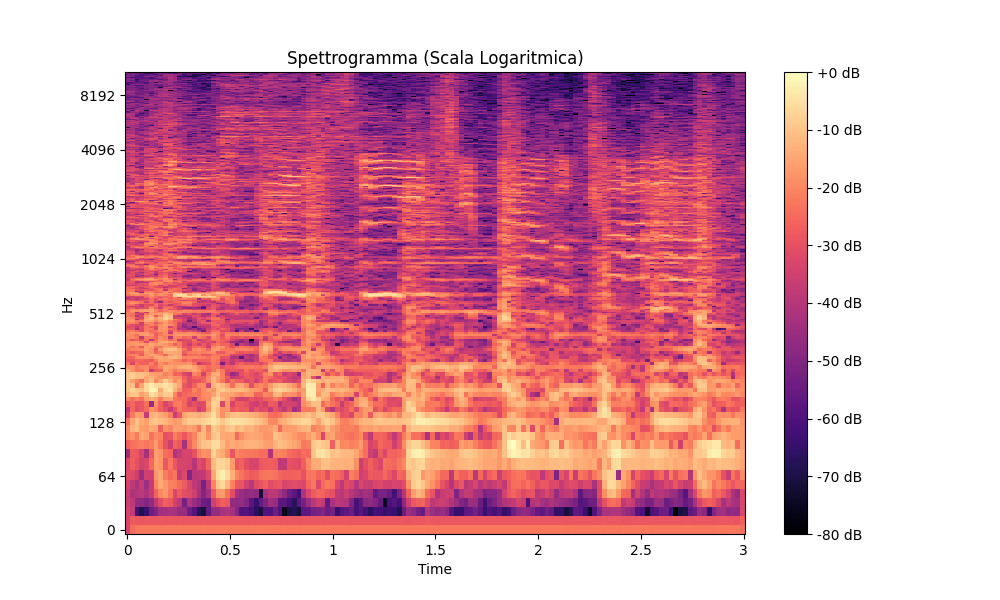 Spettrogramma (Scala Logaritmica)
Hz
8192
4096
2048
1024
512
256
128
64
0
0 0.5 1 1.5 2 2.5 3
Time
+0 dB
-10 dB
-20 dB
-30 dB
-40 dB
-50 dB
-60 dB
-70 dB
-80 dB